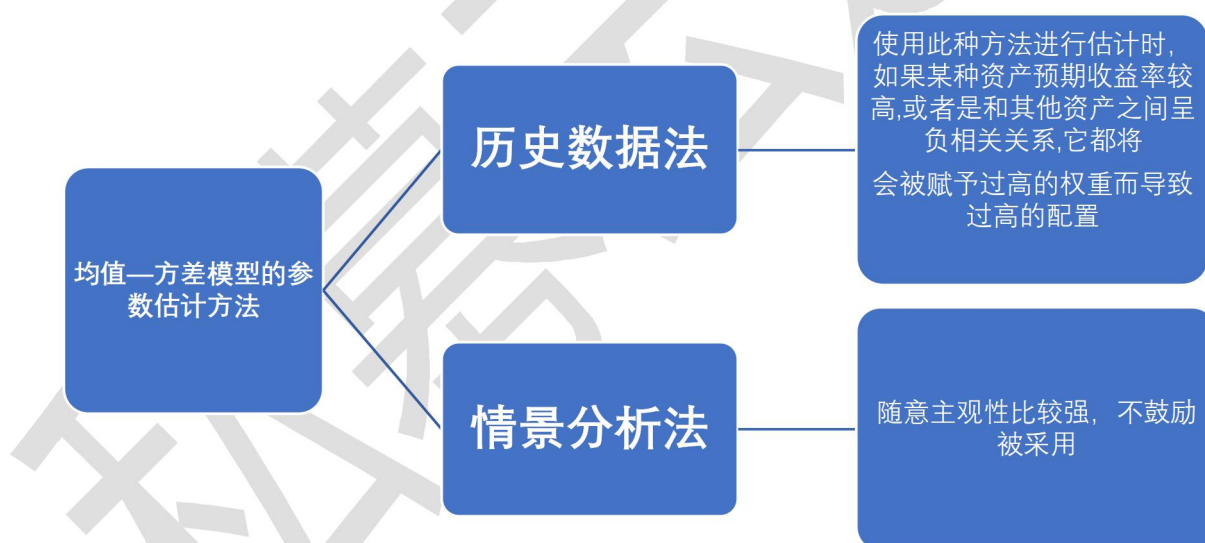 均值—方差模型的参
数估计方法
历史数据法
使用此种方法进行估计时,
如果某种资产预期收益率较
高,或者是和其他资产之间呈
负相关关系,它都将
会被赋予过高的权重而导致
过高的配置
情景分析法
随意主观性比较强，不鼓励
被采用